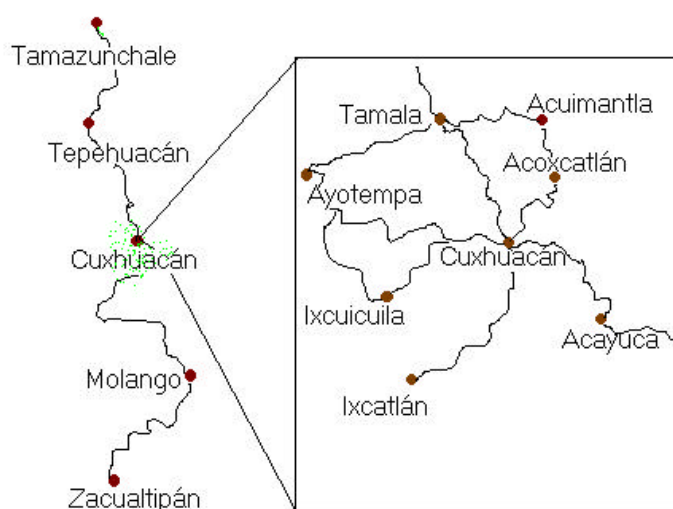 Tamazunchale
Tepehuacán
Cuxhuacán
Molango
Zacualtipán
Tamala
Acuimantla
Acoxcatlán
Ayotempa
Cuxhuacán
Ixcuicuila
Acayuca
Ixcatlán